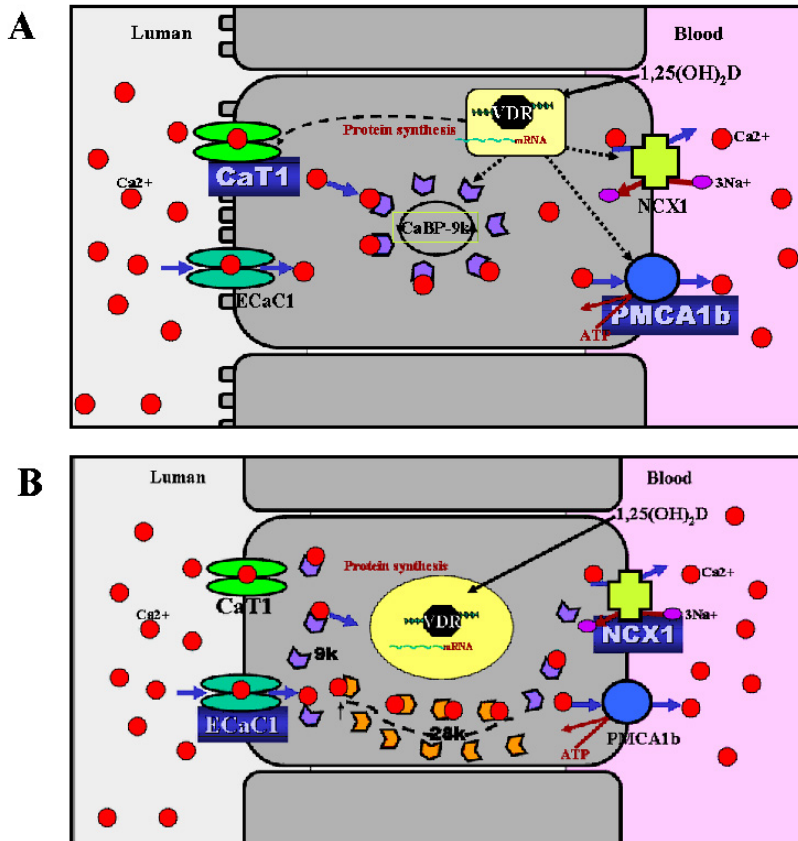 A
Luman
Blood
1,25(OH)₂D
VDR
Protein synthesis
mRNA
Ca2+
CaT1
Ca2+
3Na+
NCX1
CaBP-9k
ECaC1
PMCA1b
ATP
B
Luman
Blood
1,25(OH)₂D
Protein synthesis
Ca2+
CaT1
Ca2+
VDR
3Na+
NCX1
mRNA
9k
28k
ECaC1
PMCA1b
ATP